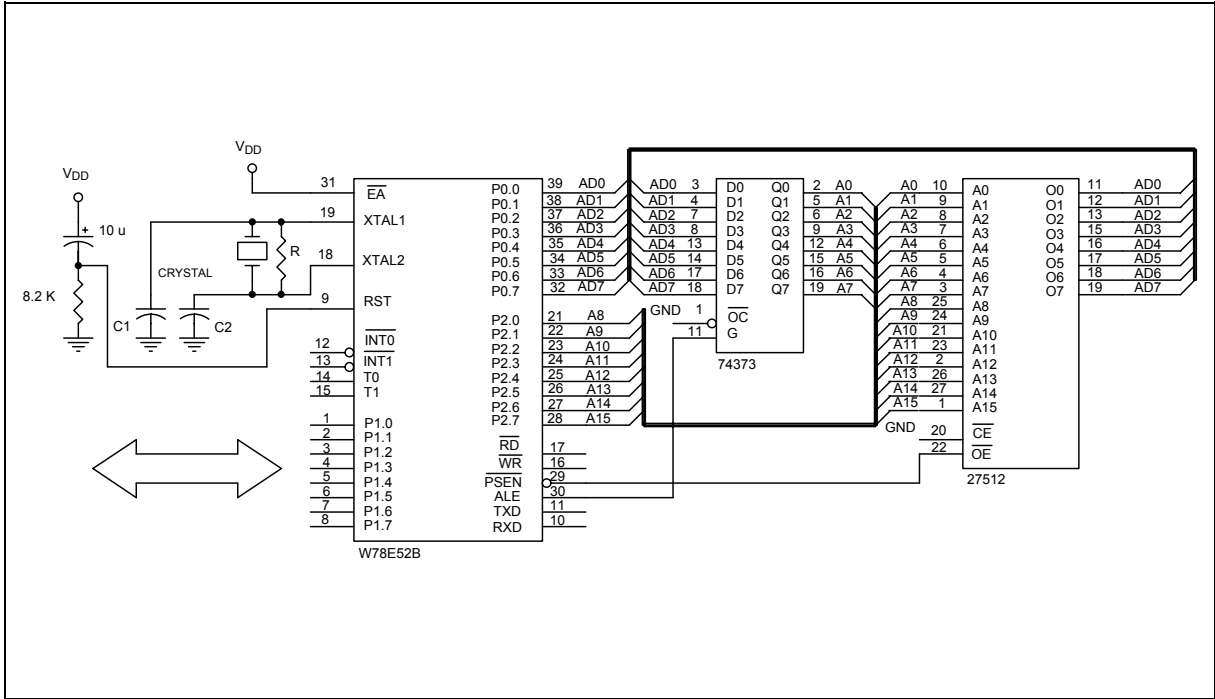 VDD
10 u
8.2 K
VDD
CRYSTAL
R
C1
C2
31 EA
19 XTAL1
18 XTAL2
9 RST
12 INT0
13 INT1
14 T0
15 T1
1 P1.0
2 P1.1
3 P1.2
4 P1.3
5 P1.4
6 P1.5
7 P1.6
8 P1.7
P0.0 39 AD0
P0.1 38 AD1
P0.2 37 AD2
P0.3 36 AD3
P0.4 35 AD4
P0.5 34 AD5
P0.6 33 AD6
P0.7 32 AD7
P2.0 21 A8
P2.1 22 A9
P2.2 23 A10
P2.3 24 A11
P2.4 25 A12
P2.5 26 A13
P2.6 27 A14
P2.7 28 A15
RD 17
WR 16
PSEN 29
ALE 30
TXD 11
RXD 10
W78E52B
AD0 3 D0 Q0 2 A0
AD1 4 D1 Q1 5 A1
AD2 7 D2 Q2 6 A2
AD3 8 D3 Q3 9 A3
AD4 13 D4 Q4 12 A4
AD5 14 D5 Q5 15 A5
AD6 17 D6 Q6 16 A6
AD7 18 D7 Q7 19 A7
GND 1 OC
11 G
74373
A0 10 A0 O0 11 AD0
A1 9 A1 O1 12 AD1
A2 8 A2 O2 13 AD2
A3 7 A3 O3 15 AD3
A4 6 A4 O4 16 AD4
A5 5 A5 O5 17 AD5
A6 4 A6 O6 18 AD6
A7 3 A7 O7 19 AD7
A8 25 A8
A9 24 A9
A10 21 A10
A11 23 A11
A12 2 A12
A13 26 A13
A14 27 A14
A15 1 A15
GND 20 CE
22 OE
27512